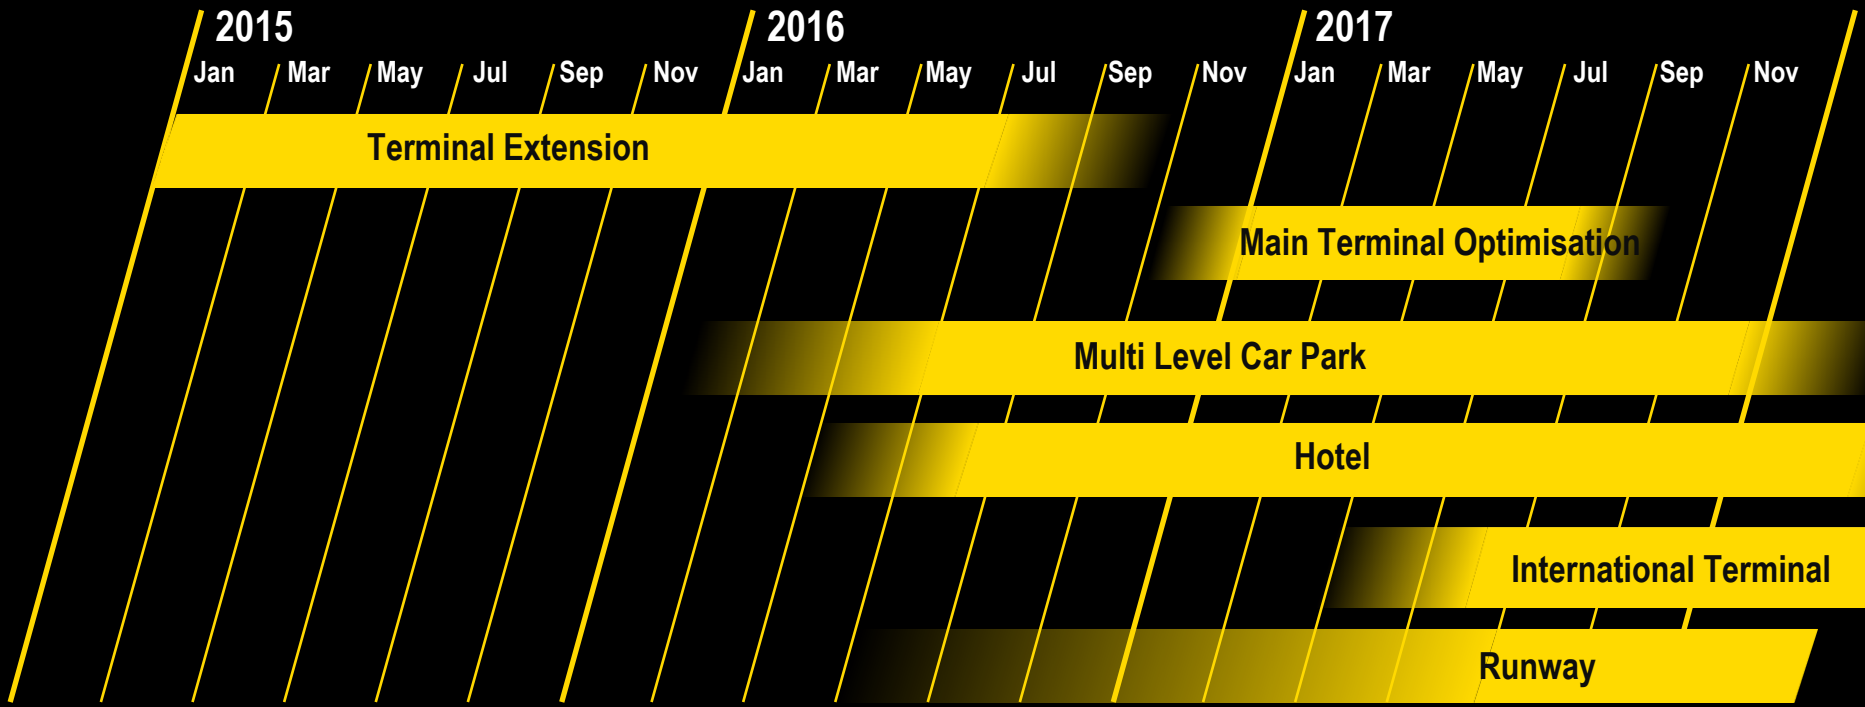 2015 2016 2017
Jan Mar May Jul Sep Nov Jan Mar May Jul Sep Nov Jan Mar May Jul Sep Nov
Terminal Extension
Main Terminal Optimisation
Multi Level Car Park
Hotel
International Terminal
Runway